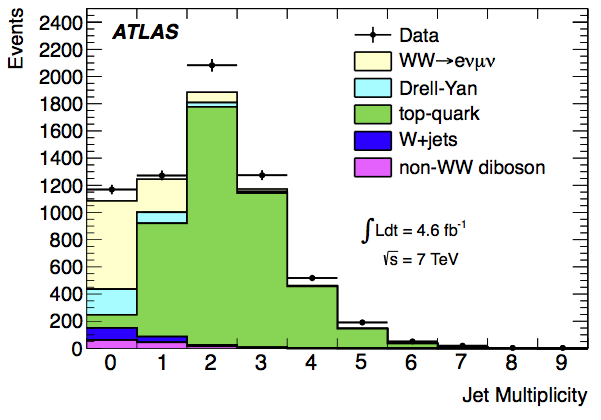 Events
2400
2200
2000
1800
1600
1400
1200
1000
800
600
400
200
0
ATLAS
Data
WW→eνμν
Drell-Yan
top-quark
W+jets
non-WW diboson
∫Ldt = 4.6 fb⁻¹
√s = 7 TeV
0 1 2 3 4 5 6 7 8 9
Jet Multiplicity